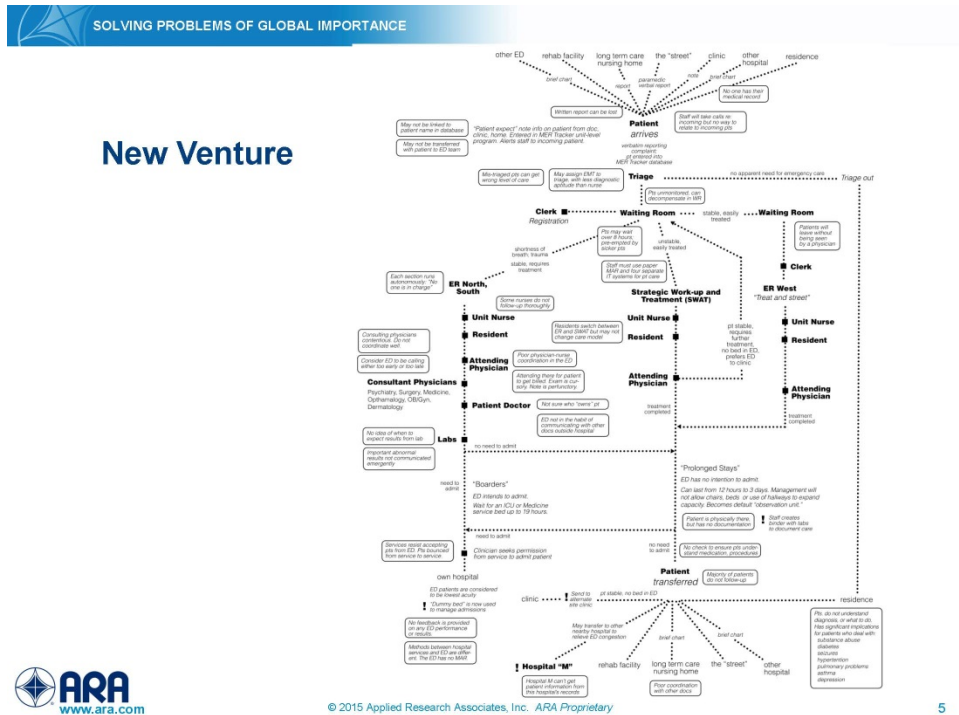 SOLVING PROBLEMS OF GLOBAL IMPORTANCE
New Venture
other ED
rehab facility
long term care
nursing home
the "street"
clinic
other
hospital
residence
brief chart
report
paramedic
verbal report
note
brief chart
No one has their
medical record
Written report can be lost
Patient
arrives
Staff will take calls re
incoming but no way to
relate to incoming pts
May not be linked to
patient name in database
May not be transferred
with patient to ED team
"Patient expect" note info on patient from doc,
clinic, home. Entered in MER Tracker unit-level
program. Alerts staff to incoming patient.
verbatim reporting
complaint
pt entered into
MER Tracker database
Mis-triaged pts can get
wrong level of care
May assign EMT to
triage, with less diagnostic
aptitude than nurse
Triage
no apparent need for emergency care
Triage out
Pts unmonitored, can
decompensate in WR
Clerk
Registration
Waiting Room
stable, easily
treated
Waiting Room
Pts may wait
over 8 hours,
pre-empted by
sicker pts
Patients will
leave without
being seen
by a physician
shortness of
breath, trauma
stable, requires
treatment
unstable,
easily treated
Staff must use paper
MAR and four separate
IT systems for pt care
Clerk
Each section runs
autonomously. "No
one is in charge"
ER North,
South
Strategic Work-up and
Treatment (SWAT)
ER West
"Treat and street"
Some nurses do not
follow-up thoroughly
Unit Nurse
Unit Nurse
Unit Nurse
Residents switch between
ER and SWAT but may not
change care model
Resident
Resident
Resident
pt stable,
requires
further
treatment,
no bed in ED,
prefers ED
to clinic
Consulting physicians
contentious. Do not
coordinate well.
Consider ED to be calling
either too early or too late
Poor physician-nurse
coordination in the ED
Attending
Physician
Attending there for patient
to get billed. Exam is cur-
sory. Note is perfunctory.
Attending
Physician
Attending
Physician
Consultant Physicians
Psychiatry, Surgery, Medicine,
Opthamology, OB/Gyn,
Dermatology
Patient Doctor
Not sure who "owns" pt
ED not in the habit of
communicating with other
docs outside hospital
treatment
completed
treatment
completed
No idea of when to
expect results from lab
Labs
Important abnormal
results not communicated
emergently
no need to admit
need to
admit
"Boarders"
ED intends to admit.
Wait for an ICU or Medicine
service bed up to 19 hours.
"Prolonged Stays"
ED has no intention to admit.
Can last from 12 hours to 3 days. Management will
not allow chairs, beds or use of hallways to expand
capacity. Becomes default "observation unit."
Patient is physically there,
but has no documentation
! Staff creates
binder with tabs
to document care
need to admit
Services resist accepting
pts from ED. Pts bounced
from service to service
Clinician seeks permission
from service to admit patient
no need
to admit
No check to ensure pts under-
stand medication, procedures
own hospital
Patient
transferred
Majority of patients
do not follow-up
ED patients are considered
to be lowest acuity
! "Dummy bed" is now used
to manage admissions
No feedback is provided
on any ED performance
or results.
Methods between hospital
services and ED are differ-
ent. The ED has no MAR.
clinic
! Send to
alternate
site clinic
pt stable, no bed in ED
residence
May transfer to other
nearby hospital to
relieve ED congestion
brief chart
brief chart
Pts. do not understand
diagnosis, or what to do.
Has significant implications
for patients who deal with:
substance abuse
diabetes
seizures
hypertention
pulmonary problems
asthma
depression
! Hospital "M"
rehab facility
long term care
nursing home
the "street"
other
hospital
Hospital M can't get
patient information from
this hospital's records
Poor coordination
with other docs
ARA
www.ara.com
© 2015 Applied Research Associates, Inc. ARA Proprietary
5